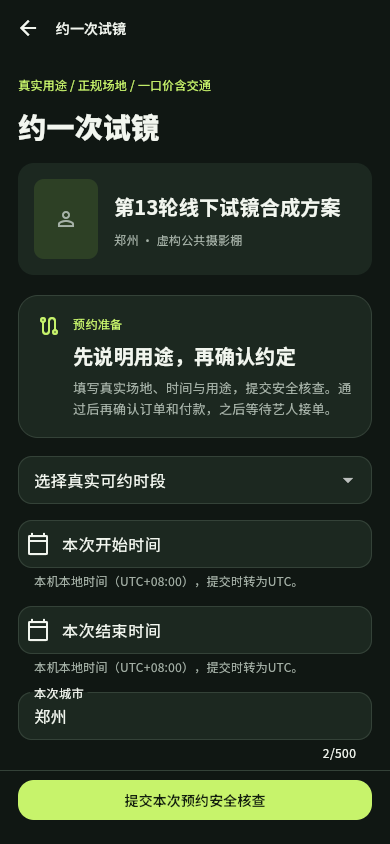 约一次试镜
真实用途 / 正规场地 / 一口价含交通
约一次试镜
第13轮线下试镜合成方案
郑州 · 虚构公共摄影棚
预约准备
先说明用途，再确认约定
填写真实场地、时间与用途，提交安全核查。通
过后再确认订单和付款，之后等待艺人接单。
选择真实可约时段
本次开始时间
本机本地时间（UTC+08:00），提交时转为UTC。
本次结束时间
本机本地时间（UTC+08:00），提交时转为UTC。
本次城市
郑州
2/500
提交本次预约安全核查